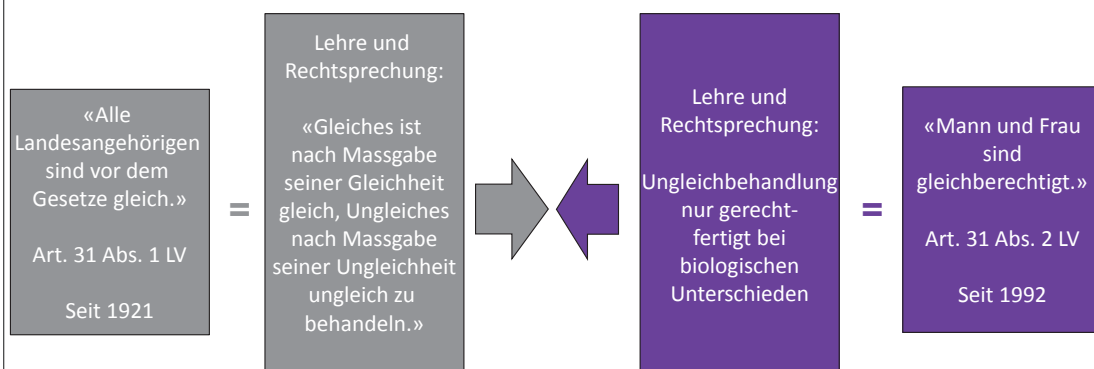 «Alle
Landesangehörigen
sind vor dem
Gesetze gleich.»
Art. 31 Abs. 1 LV
Seit 1921
=
Lehre und
Rechtsprechung:
«Gleiches ist
nach Massgabe
seiner Gleichheit
gleich, Ungleiches
nach Massgabe
seiner Ungleichheit
ungleich zu
behandeln.»
Lehre und
Rechtsprechung:
Ungleichbehandlung
nur gerecht-
fertigt bei
biologischen
Unterschieden
=
«Mann und Frau
sind
gleichberechtigt.»
Art. 31 Abs. 2 LV
Seit 1992